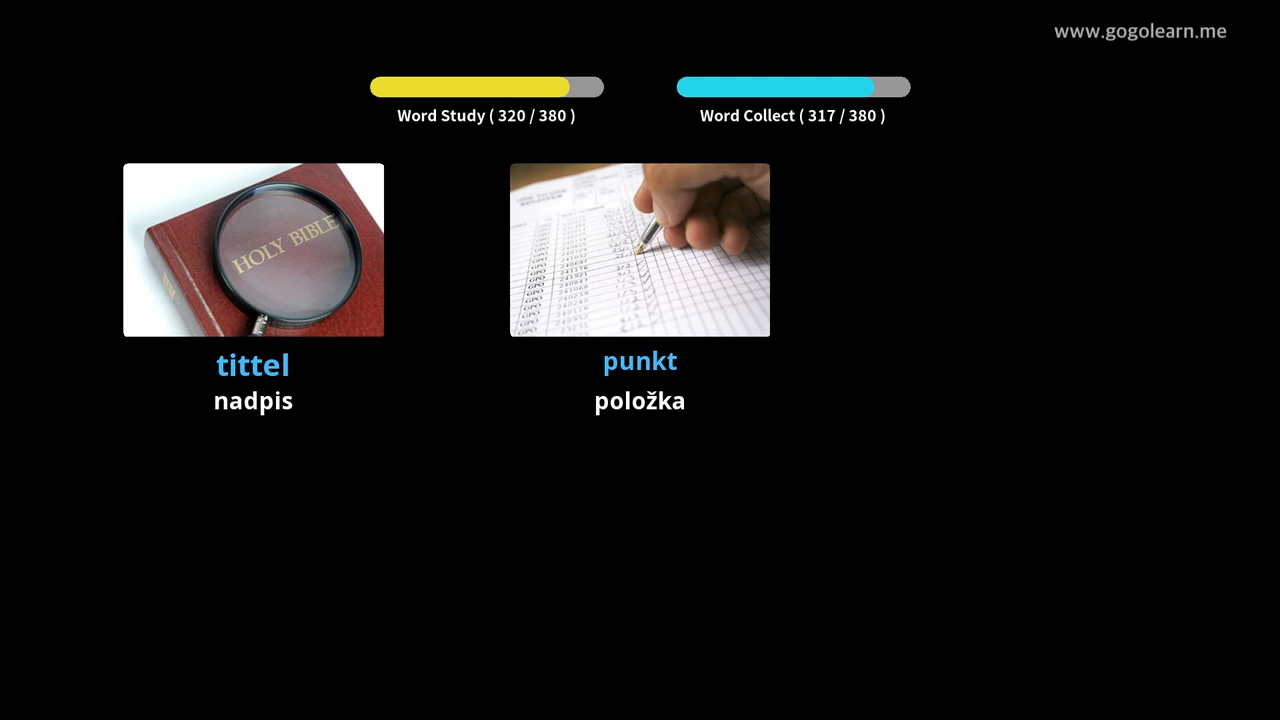 www.gogolearn.me
Word Study ( 320 / 380 )
Word Collect ( 317 / 380 )
HOLY BIBLE
tittel
nadpis
punkt
položka